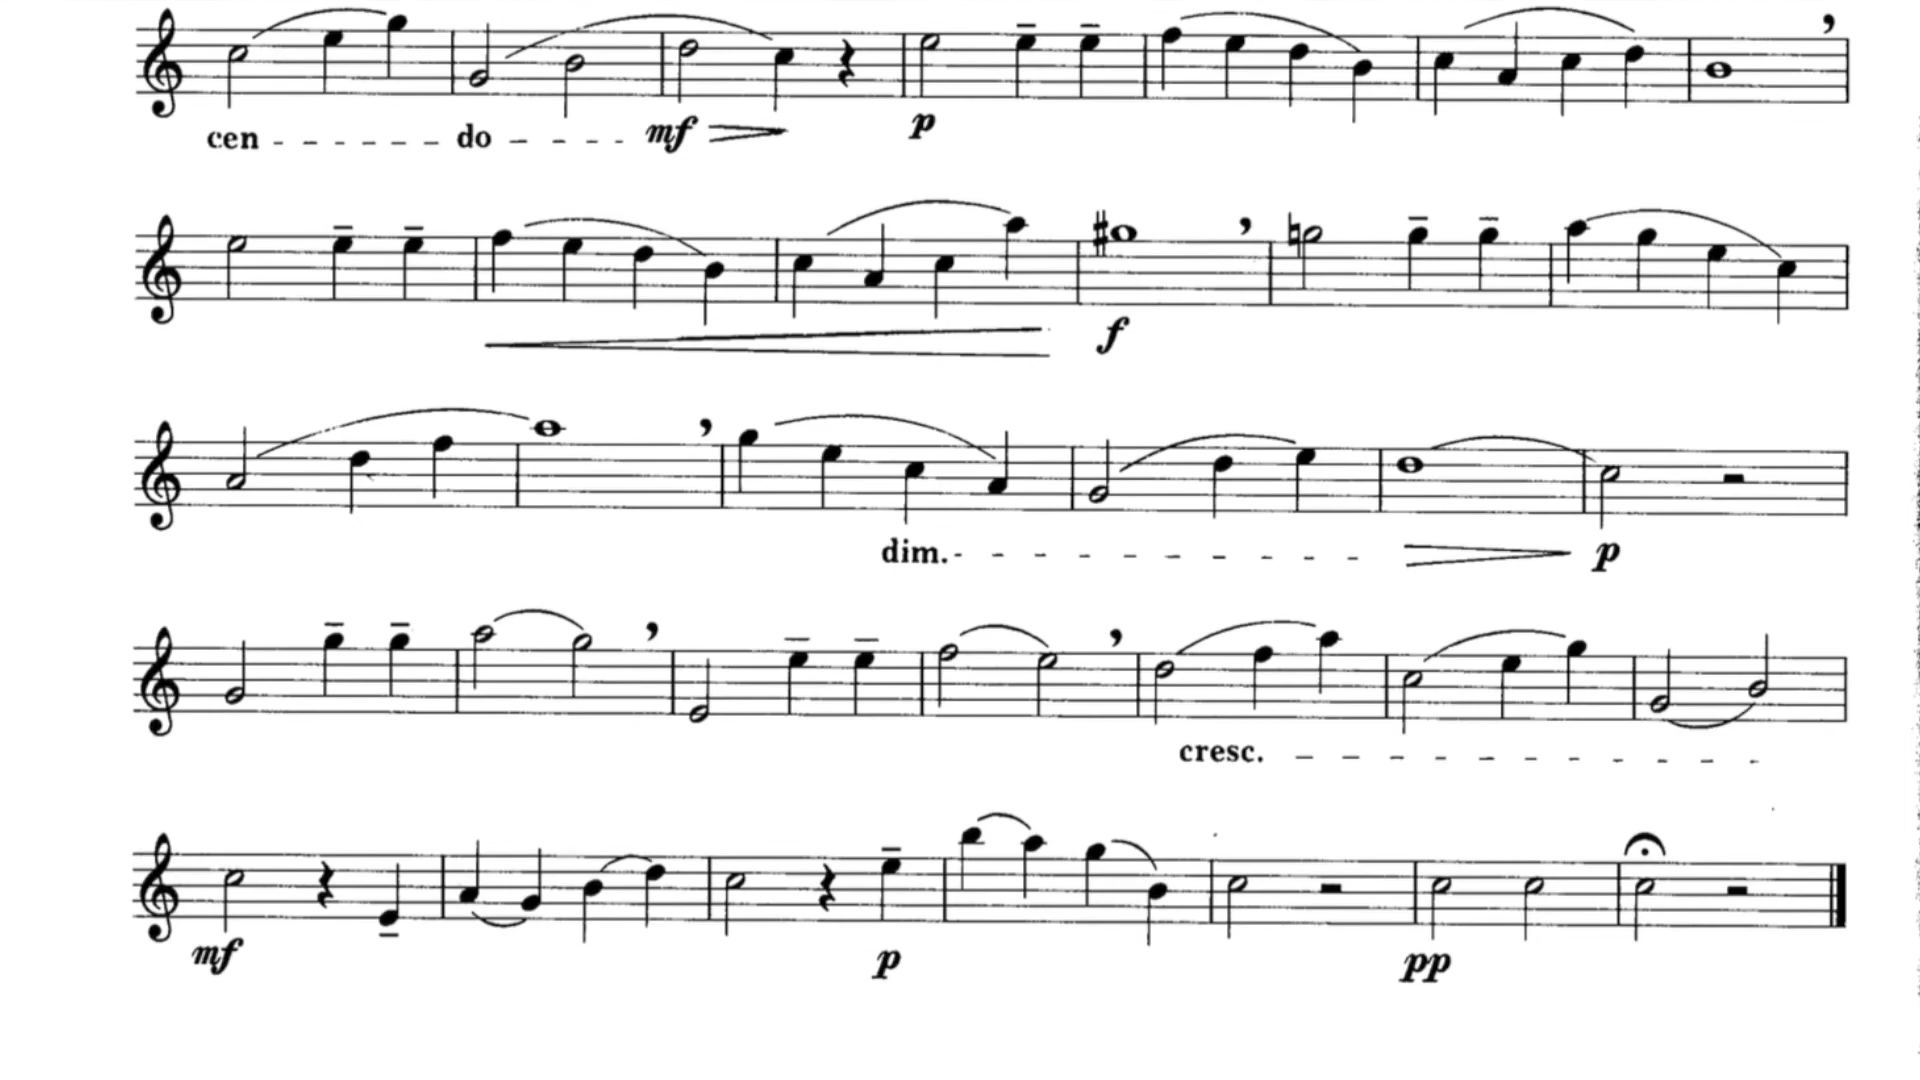 cen - - - - - - do - - - - mf p
f
dim. - - - - - - - - - - p
cresc. - - - - - - - - - - -
mf p pp